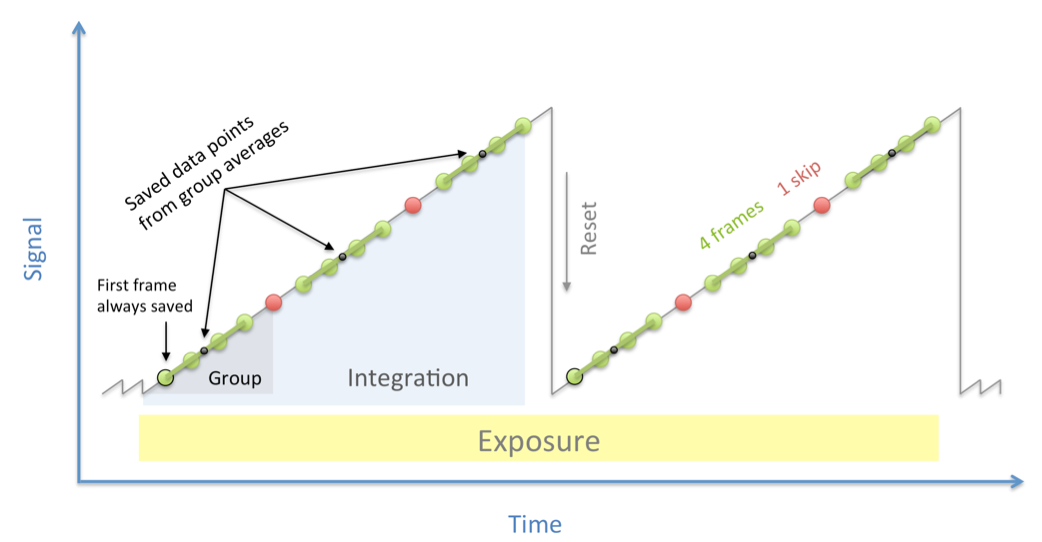 Saved data points
from group averages
First frame
always saved
Group
Integration
Reset
4 frames
1 skip
Exposure
Signal
Time